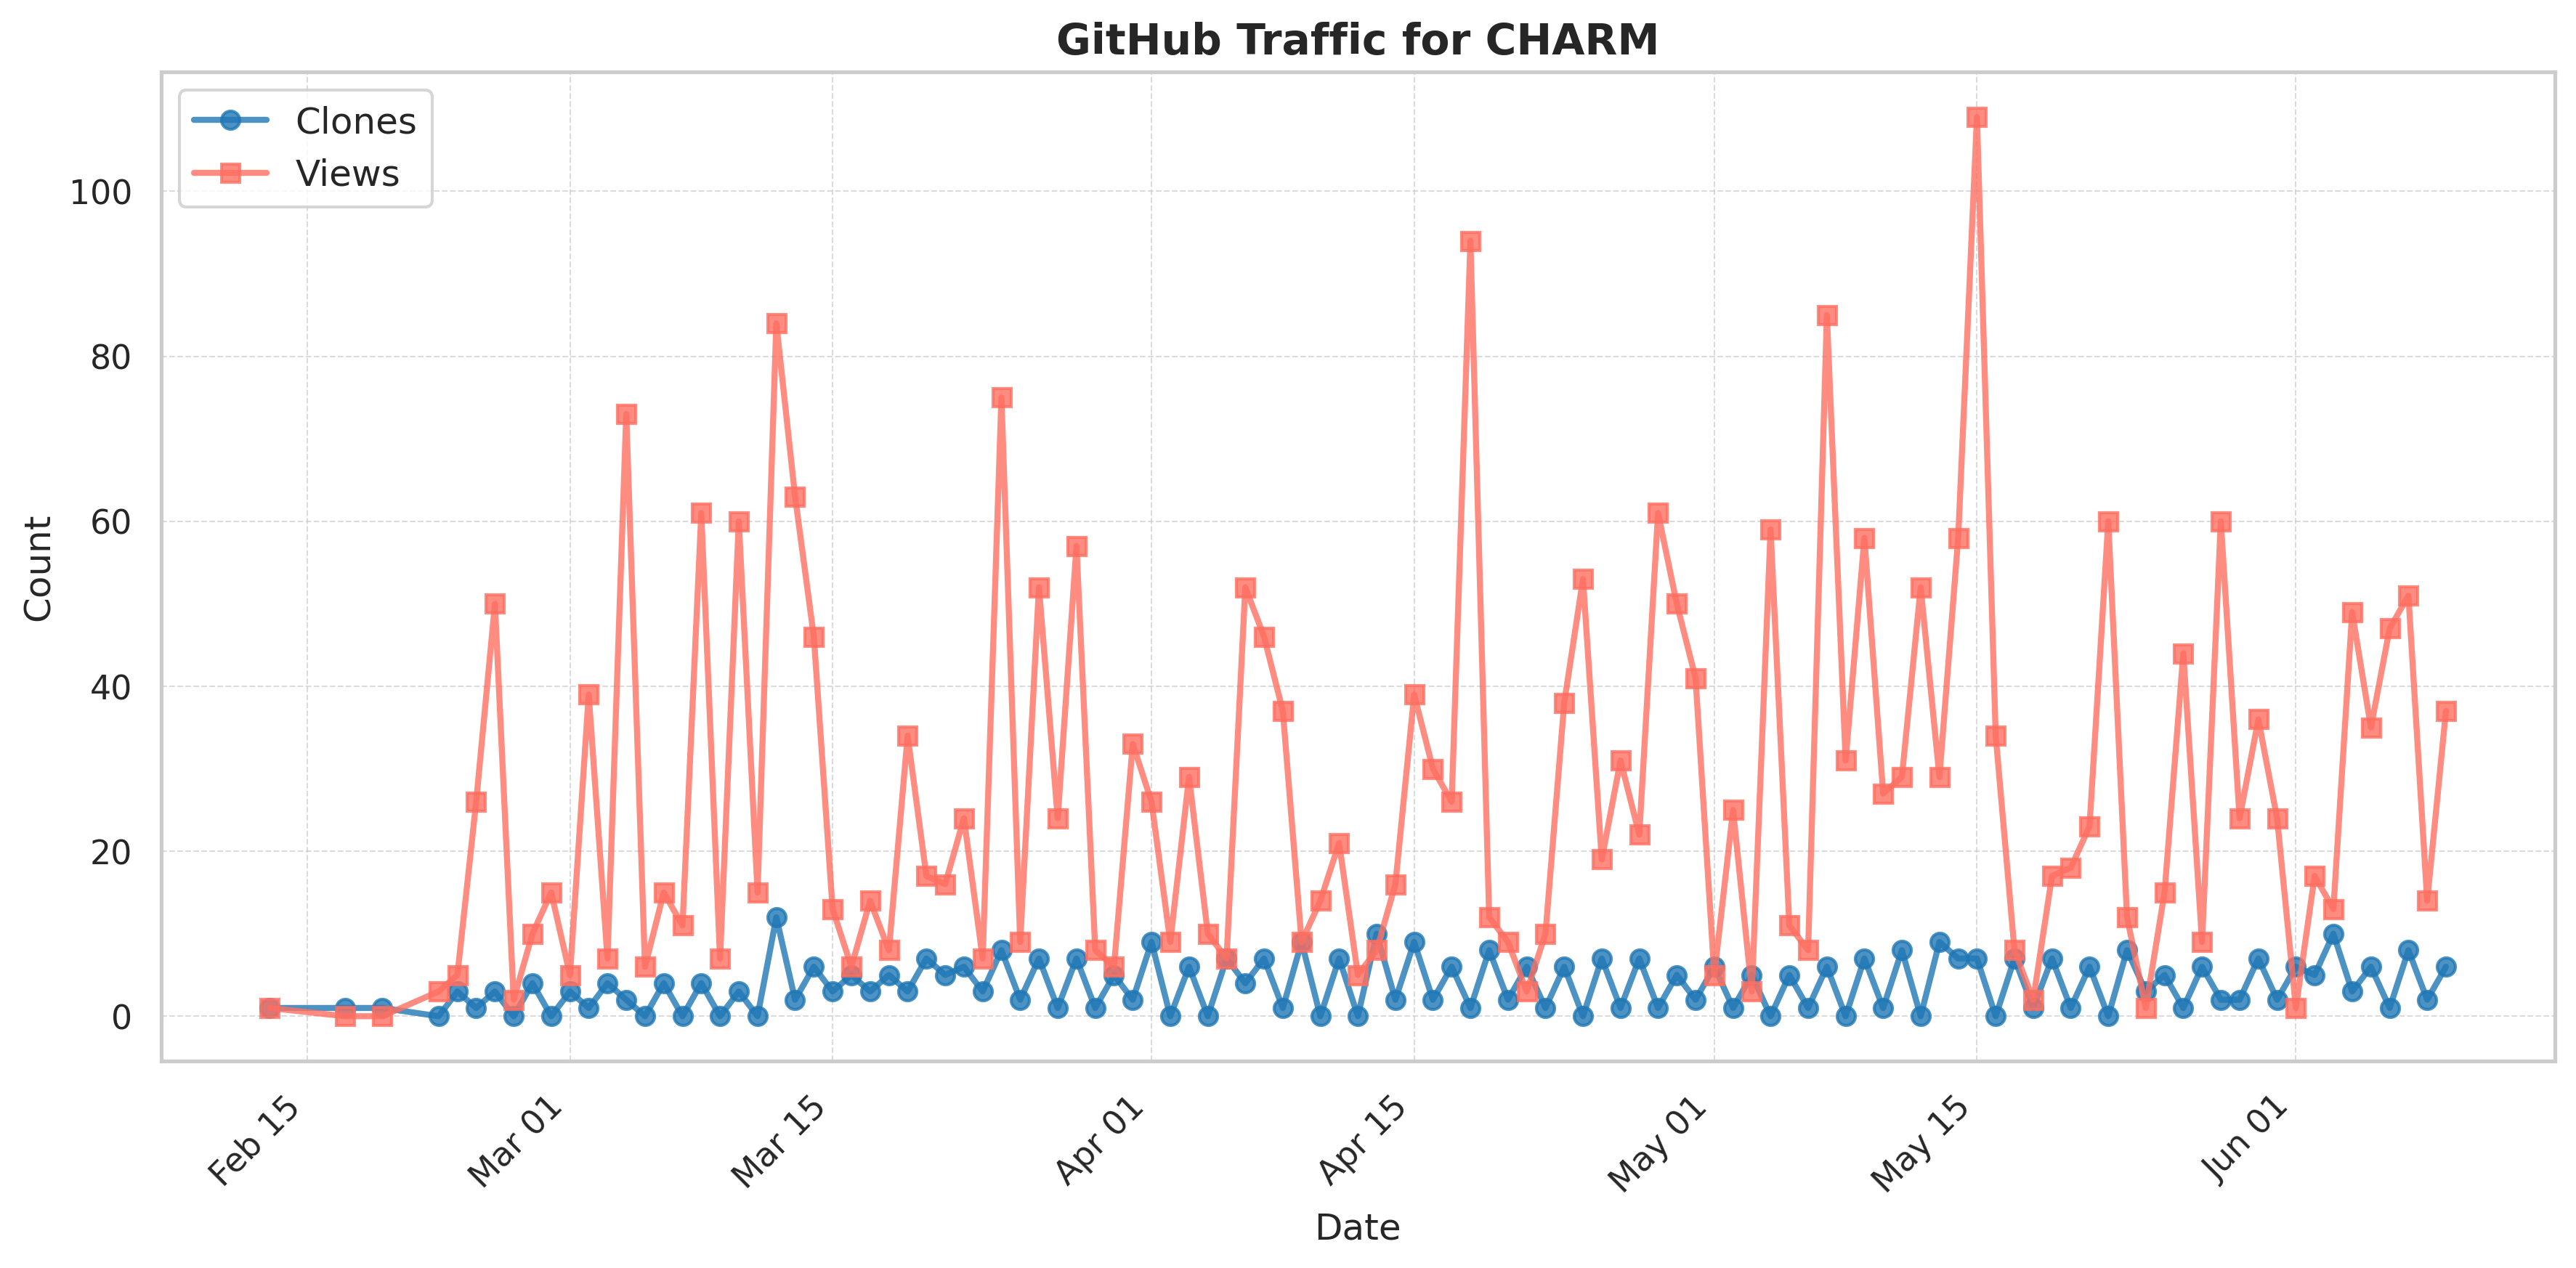 GitHub Traffic for CHARM
Clones
Views
100
80
60
40
20
0
Count
Feb 15
Mar 01
Mar 15
Apr 01
Apr 15
May 01
May 15
Jun 01
Date